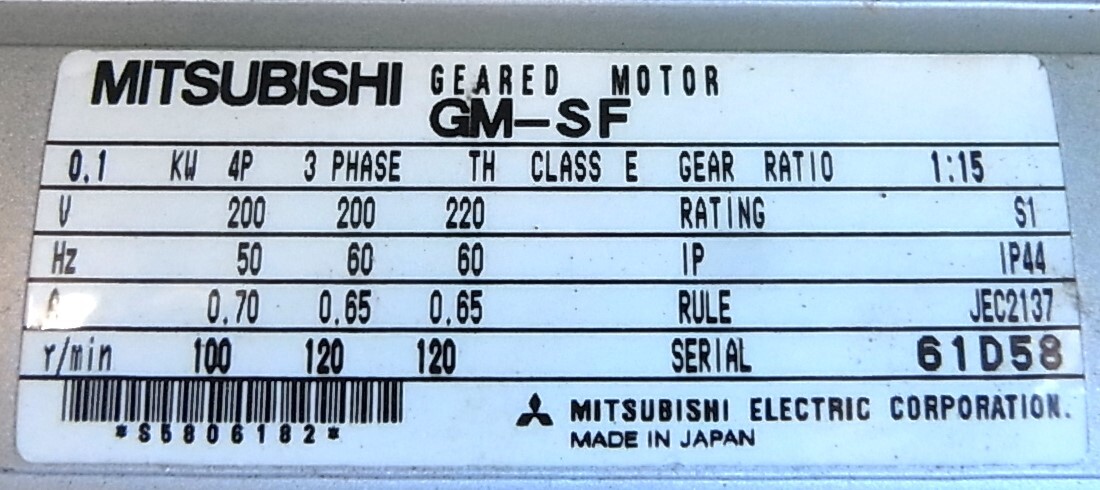 MITSUBISHI GEARED MOTOR
GM-SF
0.1 KW 4P 3 PHASE TH CLASS E GEAR RATIO 1:15
V 200 200 220 RATING S1
Hz 50 60 60 IP IP44
0.70 0.65 0.65 RULE JEC2137
r/min 100 120 120 SERIAL 61D58
*S5806182*
MITSUBISHI ELECTRIC CORPORATION.
MADE IN JAPAN